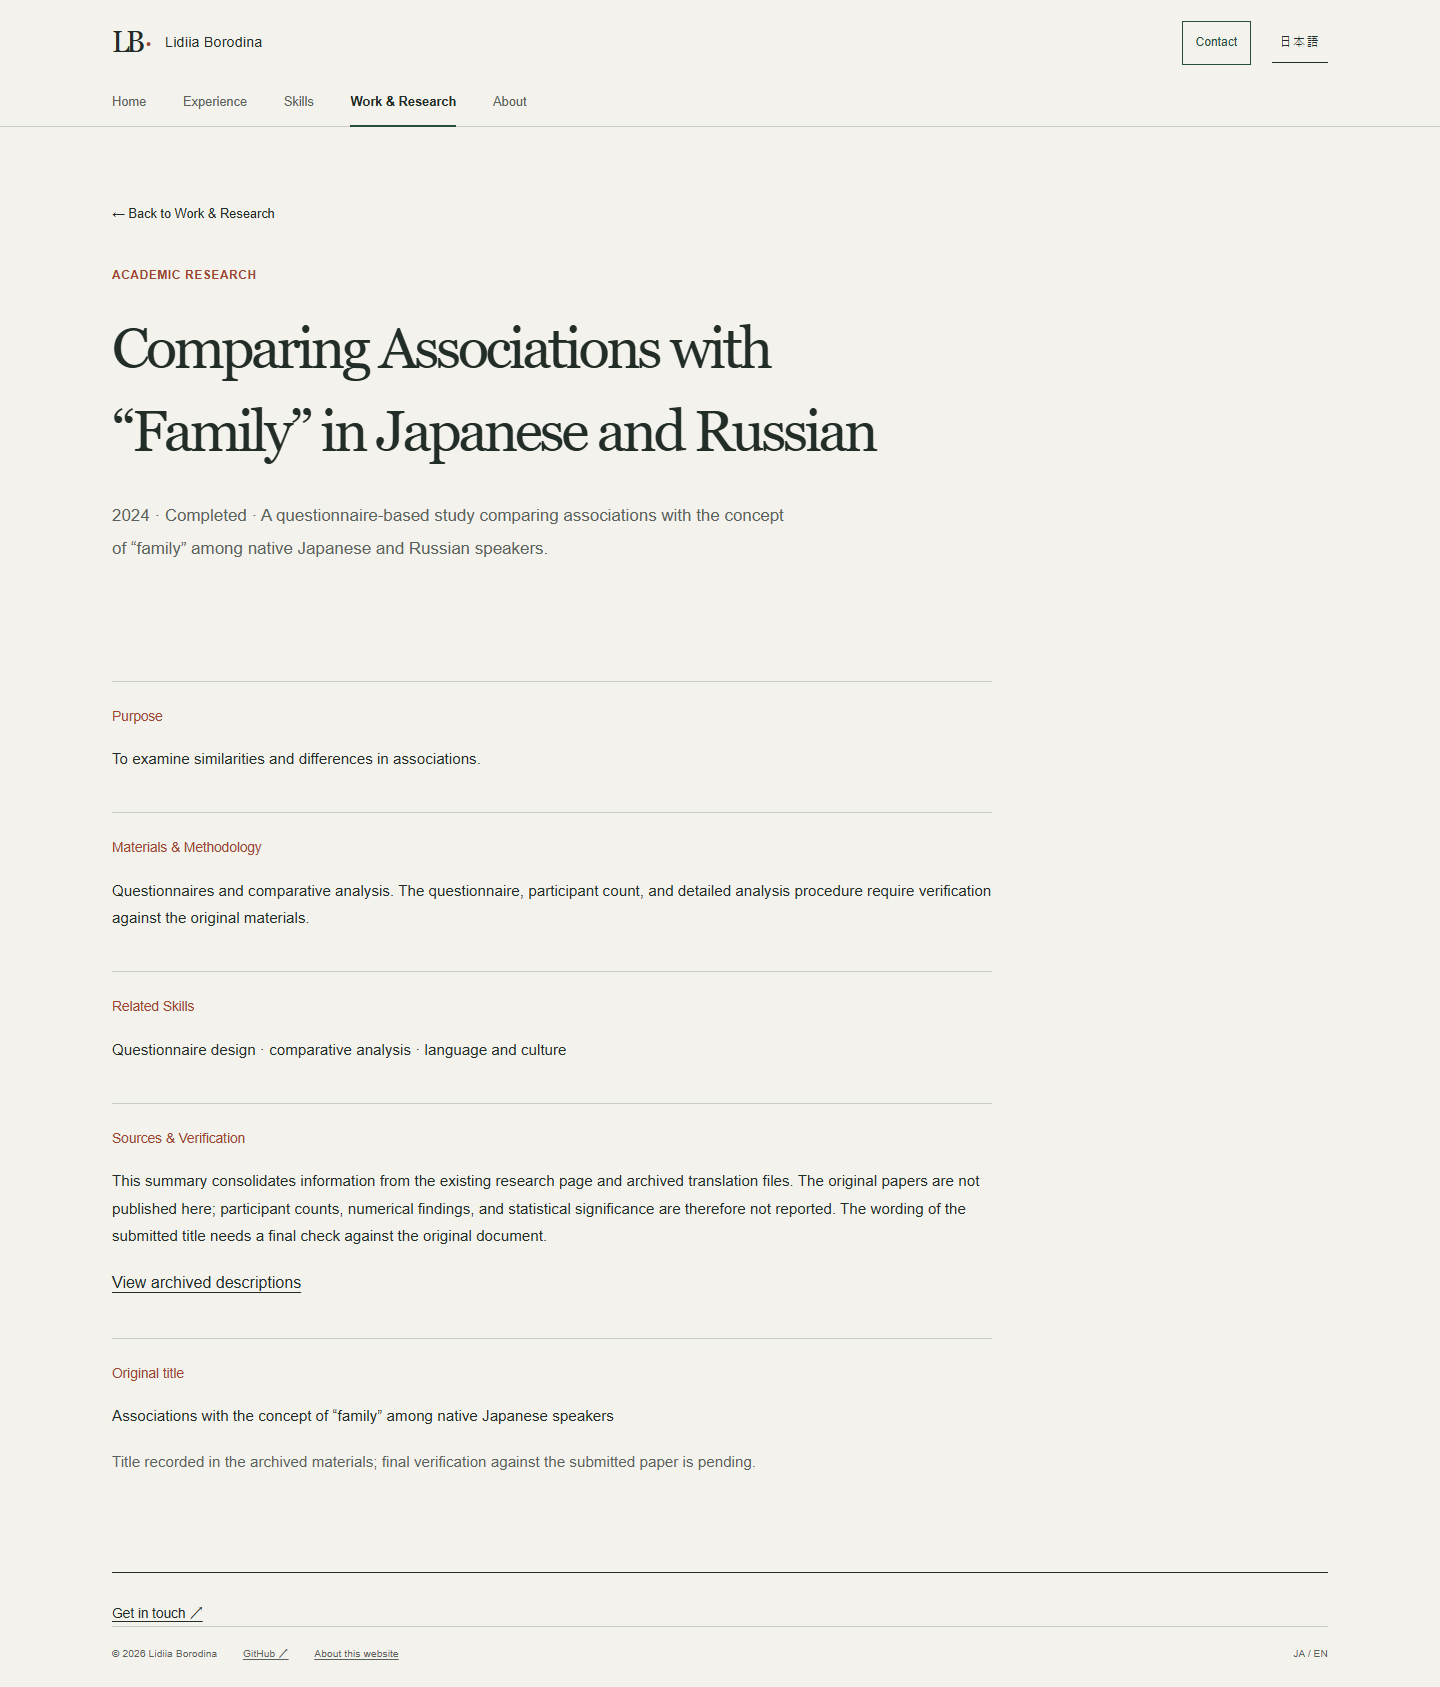 LB· Lidiia Borodina
Contact
日本語
Home Experience Skills Work & Research About
← Back to Work & Research
ACADEMIC RESEARCH
Comparing Associations with
“Family” in Japanese and Russian
2024 · Completed · A questionnaire-based study comparing associations with the concept
of “family” among native Japanese and Russian speakers.
Purpose
To examine similarities and differences in associations.
Materials & Methodology
Questionnaires and comparative analysis. The questionnaire, participant count, and detailed analysis procedure require verification
against the original materials.
Related Skills
Questionnaire design · comparative analysis · language and culture
Sources & Verification
This summary consolidates information from the existing research page and archived translation files. The original papers are not
published here; participant counts, numerical findings, and statistical significance are therefore not reported. The wording of the
submitted title needs a final check against the original document.
View archived descriptions
Original title
Associations with the concept of “family” among native Japanese speakers
Title recorded in the archived materials; final verification against the submitted paper is pending.
Get in touch ↗
© 2026 Lidiia Borodina GitHub ↗ About this website JA / EN